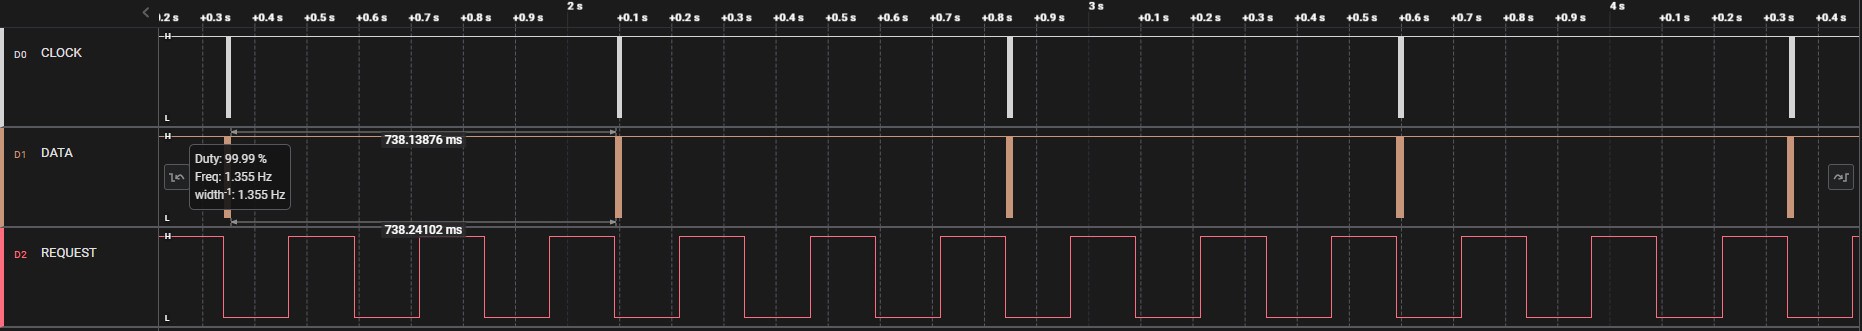 2 s 3 s 4 s
.2 s +0.3 s +0.4 s +0.5 s +0.6 s +0.7 s +0.8 s +0.9 s +0.1 s +0.2 s +0.3 s +0.4 s +0.5 s +0.6 s +0.7 s +0.8 s +0.9 s +0.1 s +0.2 s +0.3 s +0.4 s +0.5 s +0.6 s +0.7 s +0.8 s +0.9 s +0.1 s +0.2 s +0.3 s +0.4 s
H
D0 CLOCK
L
H
738.13876 ms
D1 DATA
Duty: 99.99 %
Freq: 1.355 Hz
width⁻¹: 1.355 Hz
L
738.24102 ms
H
D2 REQUEST
L